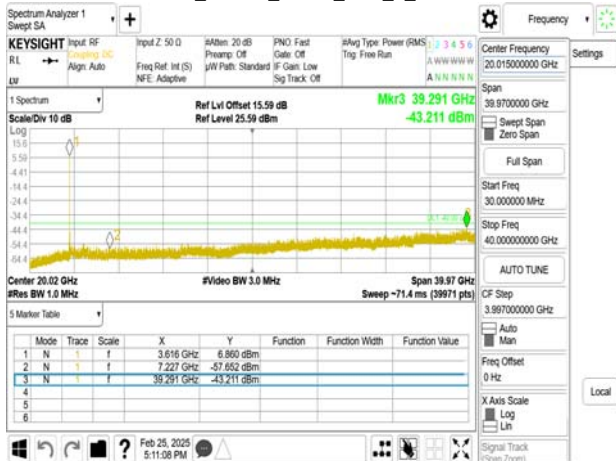 Spectrum Analyzer 1
Swept SA
Frequency
Settings
KEYSIGHT
RL
Input: RF
Coupling: DC
Align: Auto
Input Z: 50 Ω
Freq Ref: Int (S)
NFE: Adaptive
#Atten: 20 dB
Preamp: Off
µW Path: Standard
PNO: Fast
Gate: Off
IF Gain: Low
Sig Track: Off
#Avg Type: Power (RMS
Trig: Free Run
1 2 3 4 5 6
A W W W W W
A N N N N N
1 Spectrum
Scale/Div 10 dB
Log
Ref Lvl Offset 15.59 dB
Ref Level 25.59 dBm
Mkr3 39.291 GHz
-43.211 dBm
15.6
5.59
-4.41
-14.4
-24.4
-34.4
-44.4
-54.4
-64.4
1
2
Center 20.02 GHz
#Res BW 1.0 MHz
#Video BW 3.0 MHz
Span 39.97 GHz
Sweep ~71.4 ms (39971 pts)
5 Marker Table
Mode Trace Scale X Y Function Function Width Function Value
1 N 1 f 3.616 GHz 6.860 dBm
2 N 1 f 7.227 GHz -57.652 dBm
3 N 1 f 39.291 GHz -43.211 dBm
4
5
6
Feb 25, 2025
5:11:08 PM
Center Frequency
20.015000000 GHz
Span
39.9700000 GHz
Swept Span
Zero Span
Full Span
Start Freq
30.000000 MHz
Stop Freq
40.000000000 GHz
AUTO TUNE
CF Step
3.997000000 GHz
Auto
Man
Freq Offset
0 Hz
X Axis Scale
Log
Lin
Signal Track
(Span Zoom)
Local